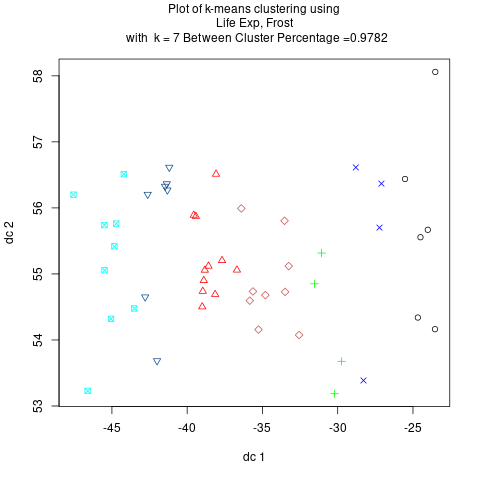 Plot of k-means clustering using
Life Exp, Frost
with k = 7 Between Cluster Percentage =0.9782
58
57
56
55
54
53
dc 2
-45
-40
-35
-30
-25
dc 1